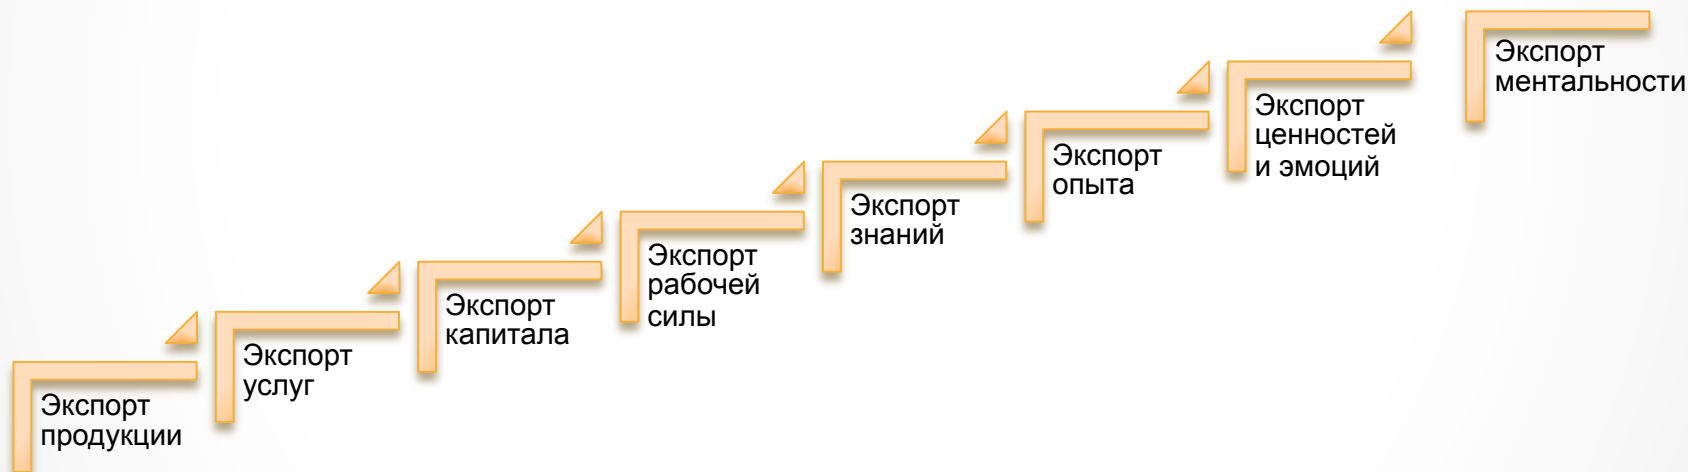 Экспорт
продукции
Экспорт
услуг
Экспорт
капитала
Экспорт
рабочей
силы
Экспорт
знаний
Экспорт
опыта
Экспорт
ценностей
и эмоций
Экспорт
ментальности